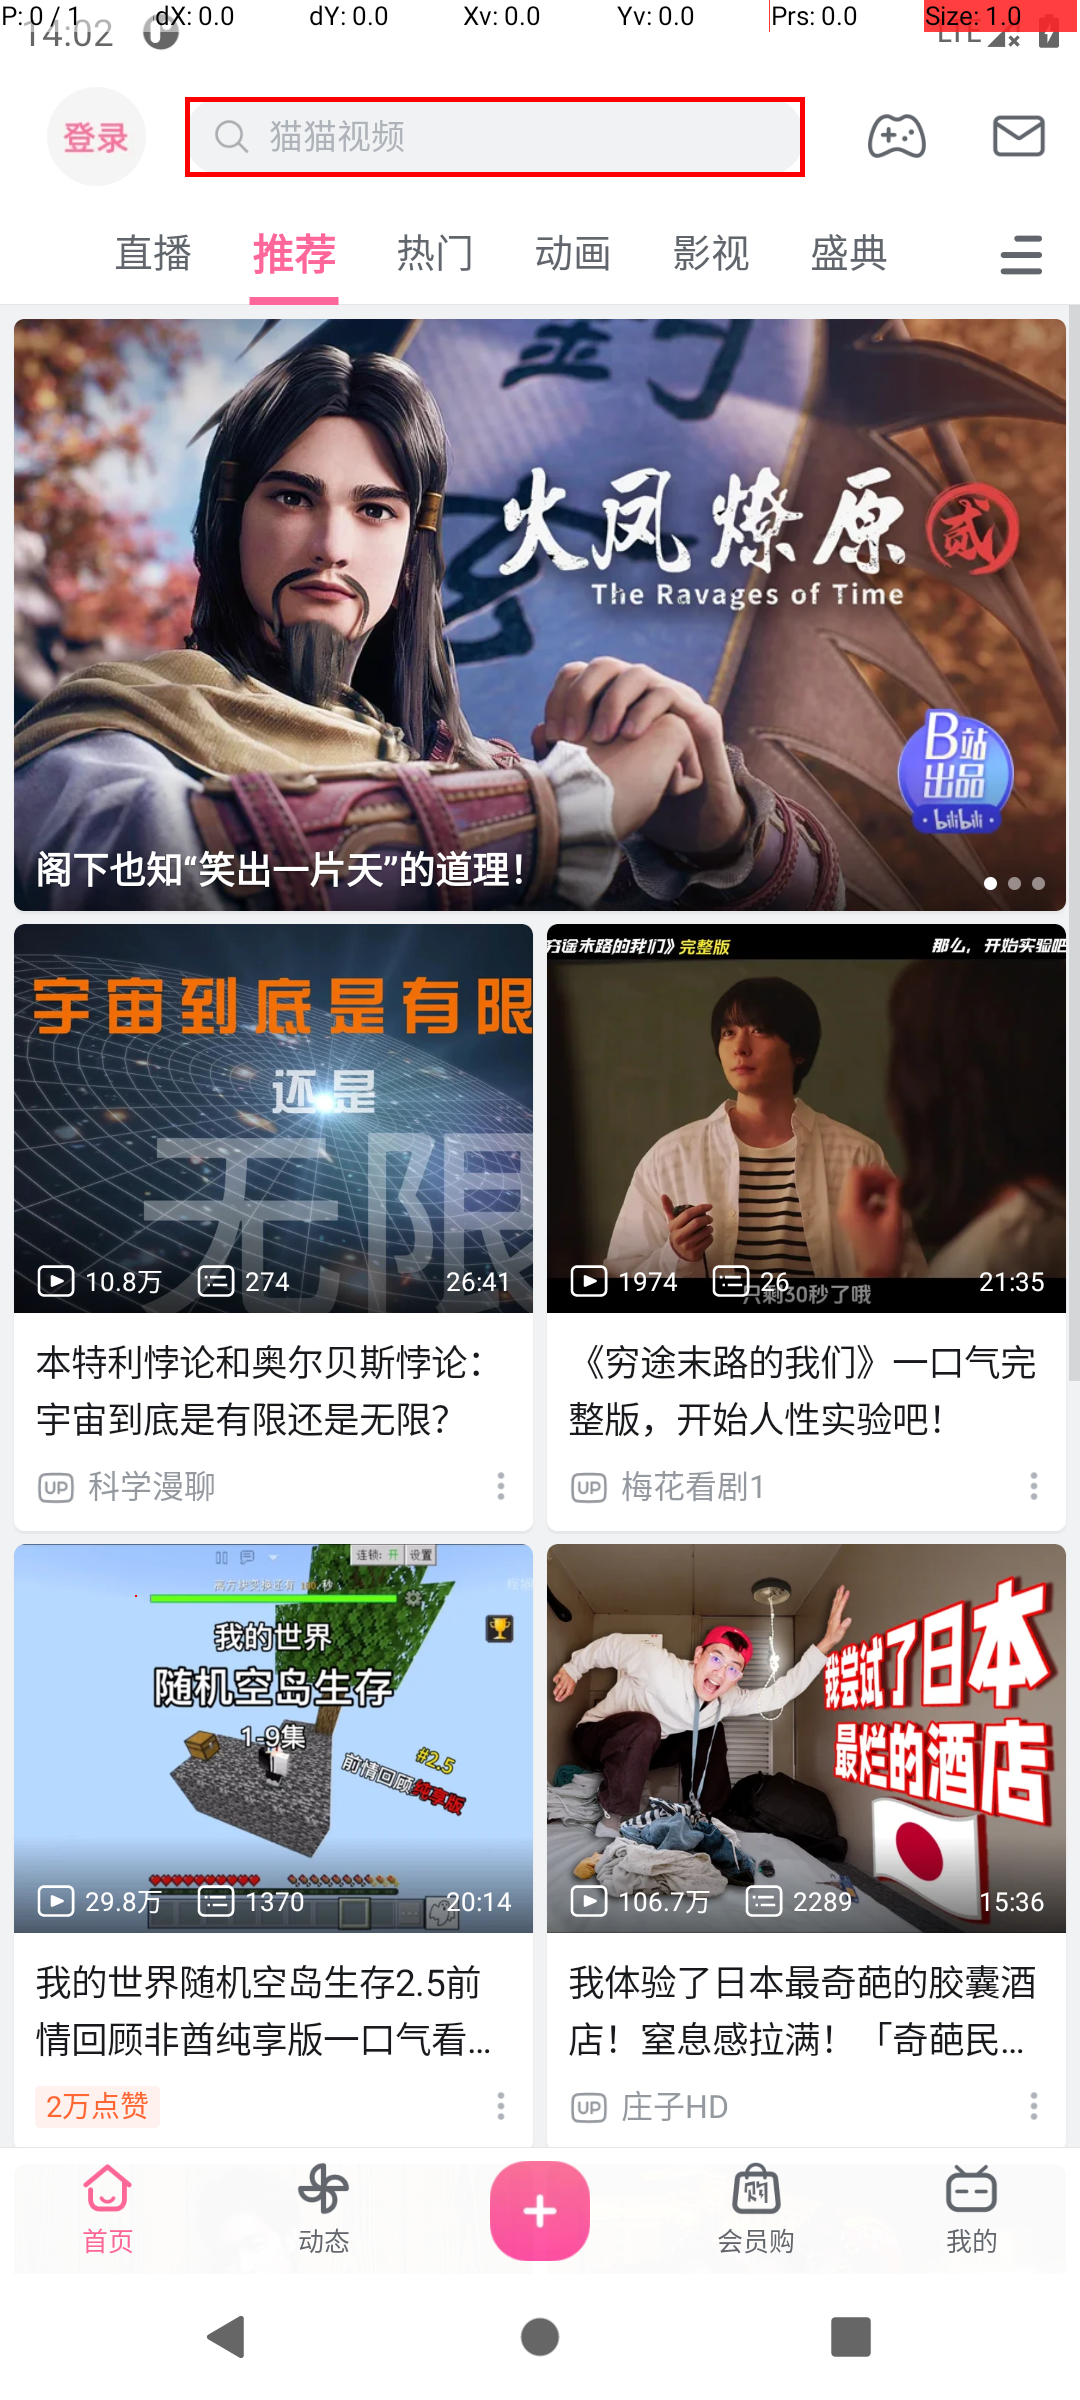 P: 0 / 1 dX: 0.0 dY: 0.0 Xv: 0.0 Yv: 0.0 Prs: 0.0 Size: 1.0
14:02 LTE
登录 猫猫视频
直播 推荐 热门 动画 影视 盛典
火凤燎原 贰
The Ravages of Time
B站
出品
bilibili
阁下也知“笑出一片天”的道理！
宇宙到底是有限
还是
无限
10.8万 274 26:41
本特利悖论和奥尔贝斯悖论：
宇宙到底是有限还是无限？
UP 科学漫聊
穷途末路的我们》完整版 那么，开始实验吧
只剩30秒了哦
1974 26 21:35
《穷途末路的我们》一口气完
整版，开始人性实验吧！
UP 梅花看剧1
连锁: 开 设置
我的世界
随机空岛生存
1-9集
#2.5
前情回顾纯享版
29.8万 1370 20:14
我的世界随机空岛生存2.5前
情回顾非酋纯享版一口气看...
2万点赞
我尝试了日本
最烂的酒店
106.7万 2289 15:36
我体验了日本最奇葩的胶囊酒
店！窒息感拉满！「奇葩民...
UP 庄子HD
首页 动态 会员购 我的